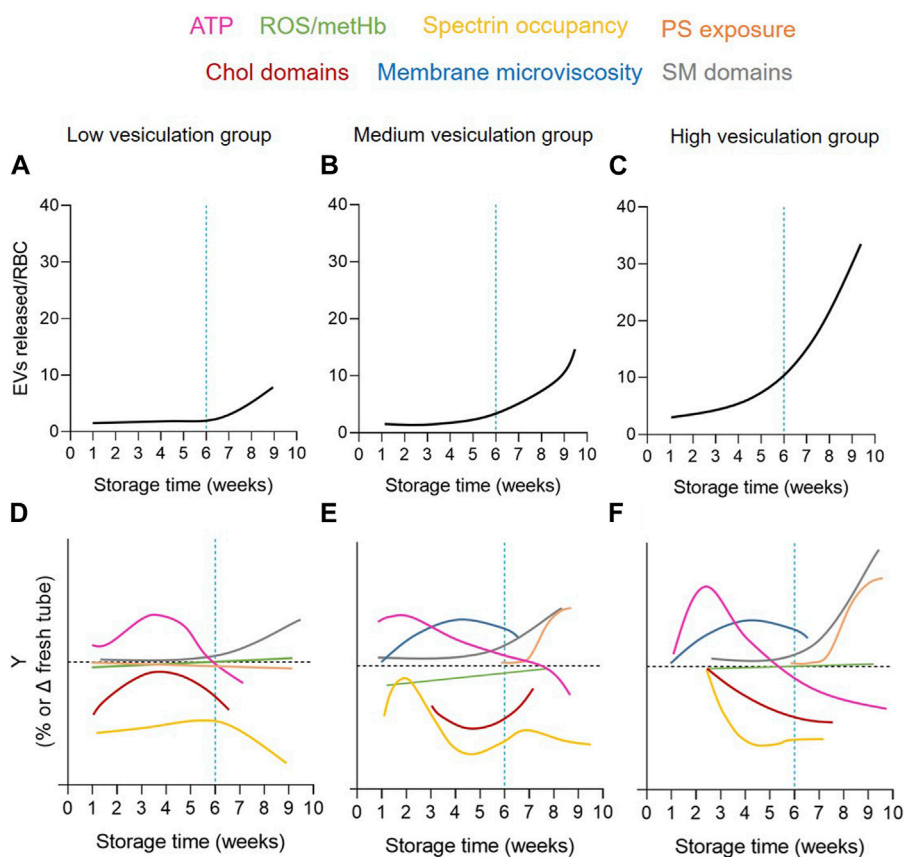 ATP ROS/metHb Spectrin occupancy PS exposure
Chol domains Membrane microviscosity SM domains
Low vesiculation group Medium vesiculation group High vesiculation group
A B C
EVs released/RBC
40 30 20 10 0
0 1 2 3 4 5 6 7 8 9 10
Storage time (weeks)
40 30 20 10 0
0 1 2 3 4 5 6 7 8 9 10
Storage time (weeks)
40 30 20 10 0
0 1 2 3 4 5 6 7 8 9 10
Storage time (weeks)
D E F
Y
(% or Δ fresh tube)
0 1 2 3 4 5 6 7 8 9 10
Storage time (weeks)
0 1 2 3 4 5 6 7 8 9 10
Storage time (weeks)
0 1 2 3 4 5 6 7 8 9 10
Storage time (weeks)